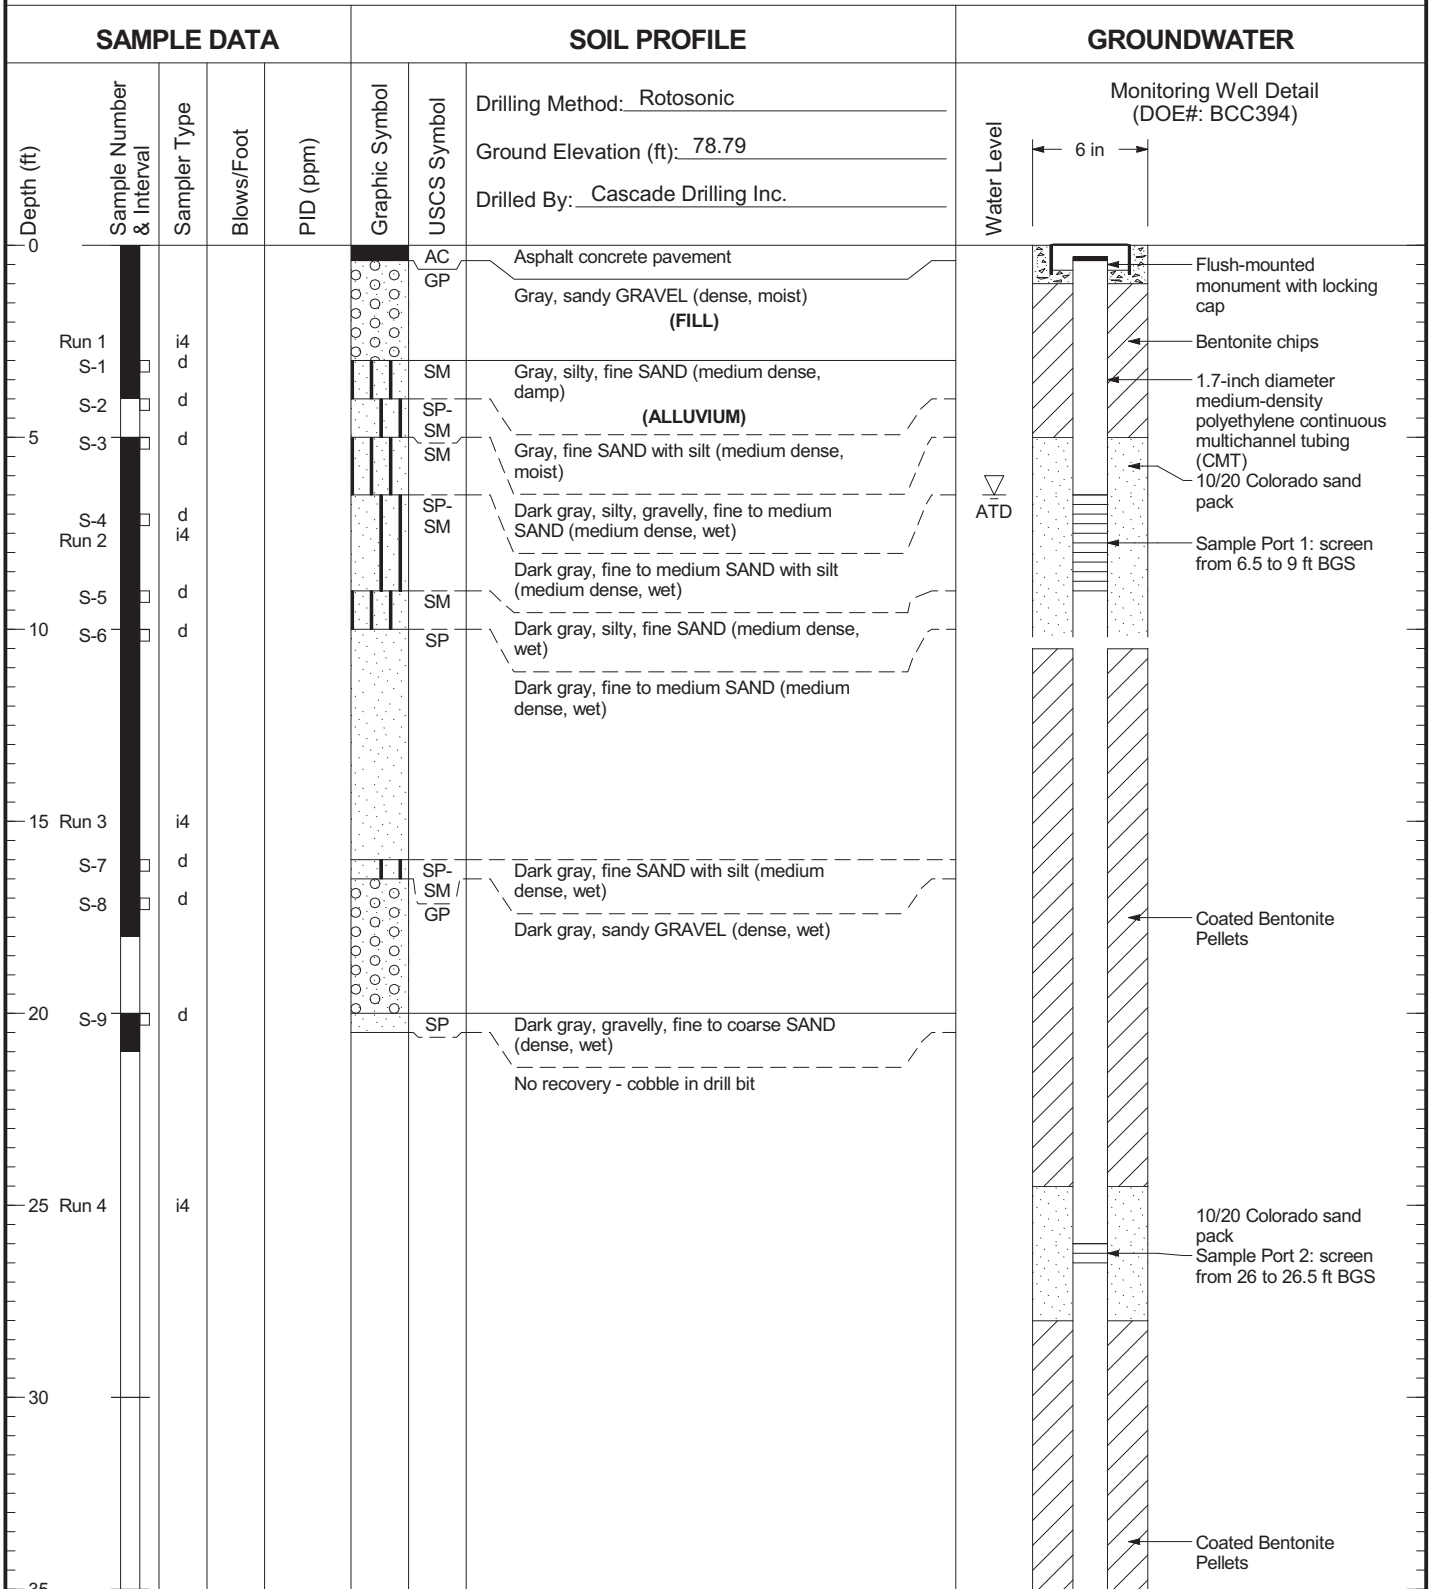 SAMPLE DATA
SOIL PROFILE
GROUNDWATER
Depth (ft)
Sample Number
& Interval
Sampler Type
Blows/Foot
PID (ppm)
Graphic Symbol
USCS Symbol
Drilling Method: Rotosonic
Ground Elevation (ft): 78.79
Drilled By: Cascade Drilling Inc.
Water Level
Monitoring Well Detail
(DOE#: BCC394)
6 in
0
AC
Asphalt concrete pavement
GP
Gray, sandy GRAVEL (dense, moist)
(FILL)
Flush-mounted
monument with locking
cap
Run 1
i4
Bentonite chips
S-1
d
SM
Gray, silty, fine SAND (medium dense,
damp)
1.7-inch diameter
medium-density
polyethylene continuous
multichannel tubing
(CMT)
S-2
d
SP-
SM
(ALLUVIUM)
5
S-3
d
SM
Gray, fine SAND with silt (medium dense,
moist)
10/20 Colorado sand
pack
ATD
S-4
d
SP-
SM
Dark gray, silty, gravelly, fine to medium
SAND (medium dense, wet)
Run 2
i4
Sample Port 1: screen
from 6.5 to 9 ft BGS
Dark gray, fine to medium SAND with silt
(medium dense, wet)
S-5
d
SM
10
S-6
d
Dark gray, silty, fine SAND (medium dense,
wet)
SP
Dark gray, fine to medium SAND (medium
dense, wet)
15
Run 3
i4
S-7
d
SP-
SM
Dark gray, fine SAND with silt (medium
dense, wet)
S-8
d
GP
Dark gray, sandy GRAVEL (dense, wet)
Coated Bentonite
Pellets
20
S-9
d
SP
Dark gray, gravelly, fine to coarse SAND
(dense, wet)
No recovery - cobble in drill bit
25
Run 4
i4
10/20 Colorado sand
pack
Sample Port 2: screen
from 26 to 26.5 ft BGS
30
Coated Bentonite
Pellets
35